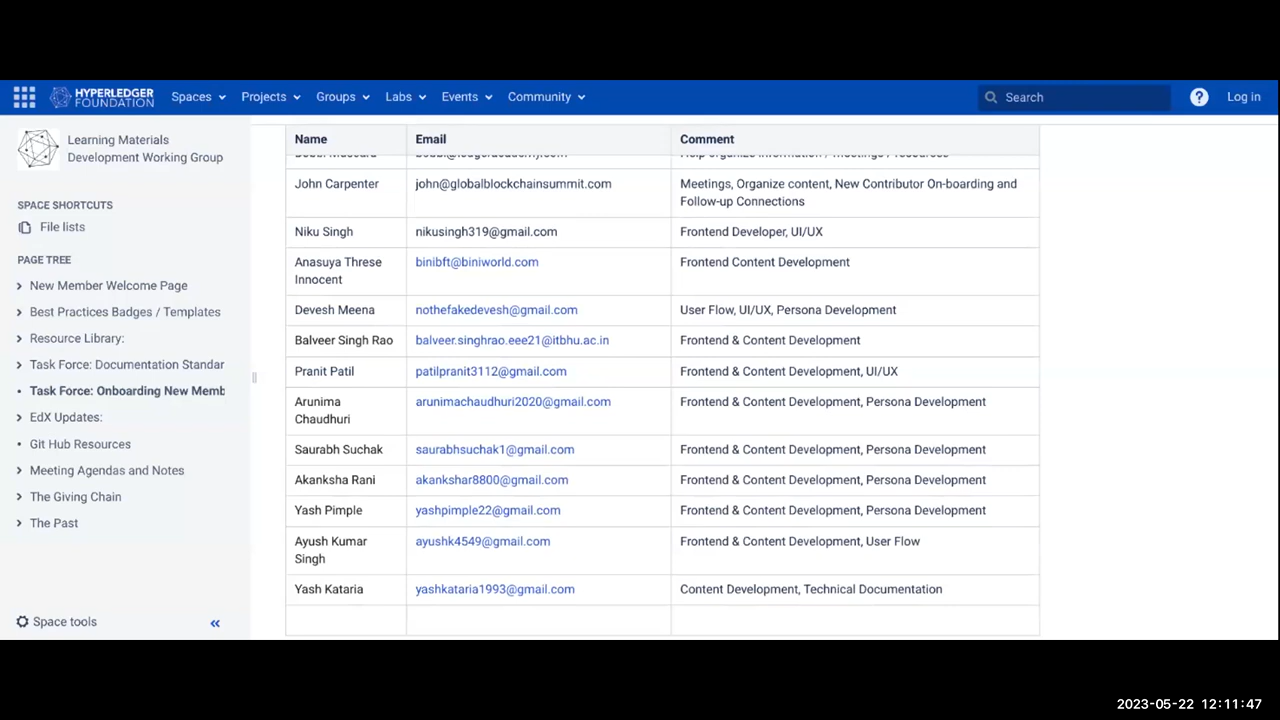 HYPERLEDGER
FOUNDATION
Spaces
Projects
Groups
Labs
Events
Community
Search
?
Log in
Learning Materials
Development Working Group
SPACE SHORTCUTS
File lists
PAGE TREE
New Member Welcome Page
Best Practices Badges / Templates
Resource Library:
Task Force: Documentation Standar
Task Force: Onboarding New Memb
EdX Updates:
Git Hub Resources
Meeting Agendas and Notes
The Giving Chain
The Past
Space tools
Name Email Comment
John Carpenter john@globalblockchainsummit.com Meetings, Organize content, New Contributor On-boarding and
Follow-up Connections
Niku Singh nikusingh319@gmail.com Frontend Developer, UI/UX
Anasuya Threse binibft@biniworld.com Frontend Content Development
Innocent
Devesh Meena nothefakedevesh@gmail.com User Flow, UI/UX, Persona Development
Balveer Singh Rao balveer.singhrao.eee21@itbhu.ac.in Frontend & Content Development
Pranit Patil patilpranit3112@gmail.com Frontend & Content Development, UI/UX
Arunima arunimachaudhuri2020@gmail.com Frontend & Content Development, Persona Development
Chaudhuri
Saurabh Suchak saurabhsuchak1@gmail.com Frontend & Content Development, Persona Development
Akanksha Rani akankshar8800@gmail.com Frontend & Content Development, Persona Development
Yash Pimple yashpimple22@gmail.com Frontend & Content Development, Persona Development
Ayush Kumar ayushk4549@gmail.com Frontend & Content Development, User Flow
Singh
Yash Kataria yashkataria1993@gmail.com Content Development, Technical Documentation
2023-05-22 12:11:47